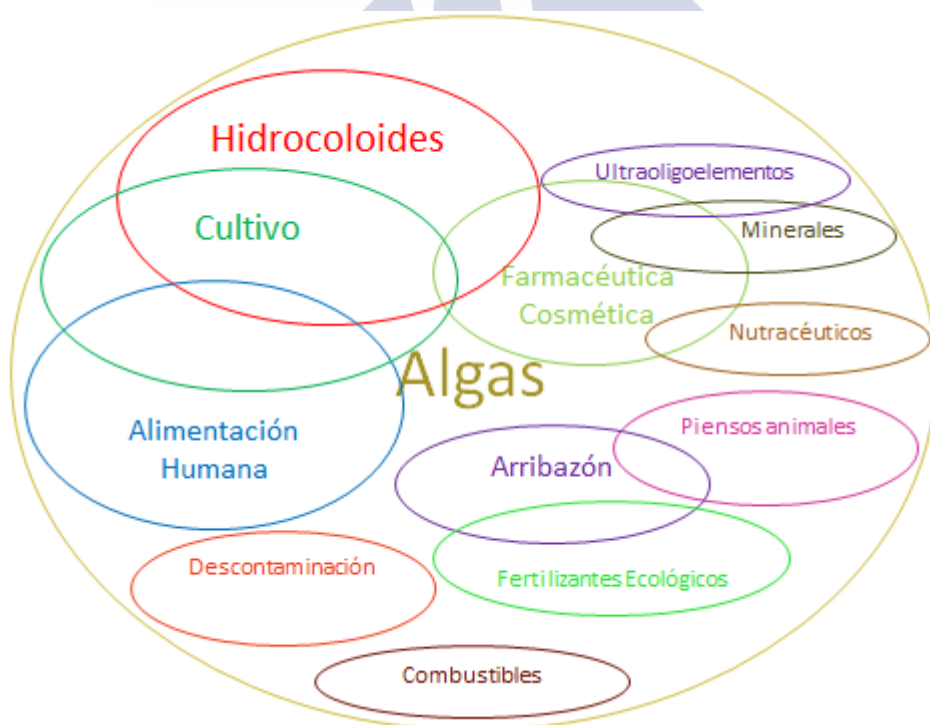 Hidrocoloides
Ultraoligoelementos
Cultivo
Minerales
Farmacéutica
Cosmética
Nutracéuticos
Algas
Alimentación
Humana
Piensos animales
Arribazón
Descontaminación
Fertilizantes Ecológicos
Combustibles